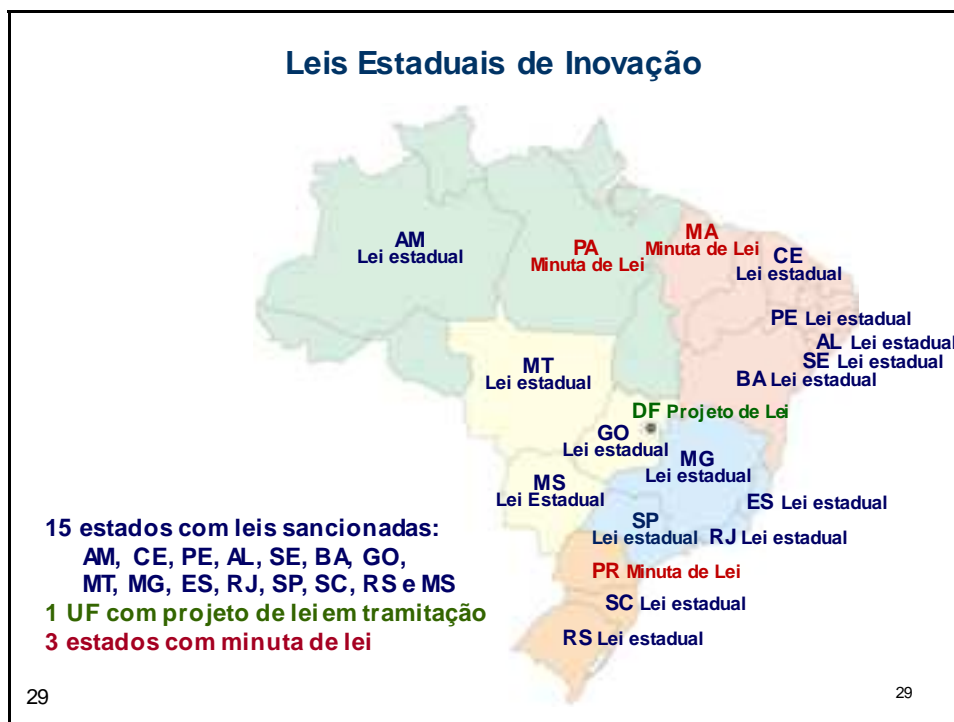 Leis Estaduais de Inovação
AM
Lei estadual
PA
Minuta de Lei
MA
Minuta de Lei
CE
Lei estadual
PE Lei estadual
AL Lei estadual
SE Lei estadual
BA Lei estadual
MT
Lei estadual
DF Projeto de Lei
GO
Lei estadual
MG
Lei estadual
MS
Lei Estadual
ES Lei estadual
SP
Lei estadual
RJ Lei estadual
PR Minuta de Lei
SC Lei estadual
RS Lei estadual
15 estados com leis sancionadas:
AM, CE, PE, AL, SE, BA, GO,
MT, MG, ES, RJ, SP, SC, RS e MS
1 UF com projeto de lei em tramitação
3 estados com minuta de lei
29
29